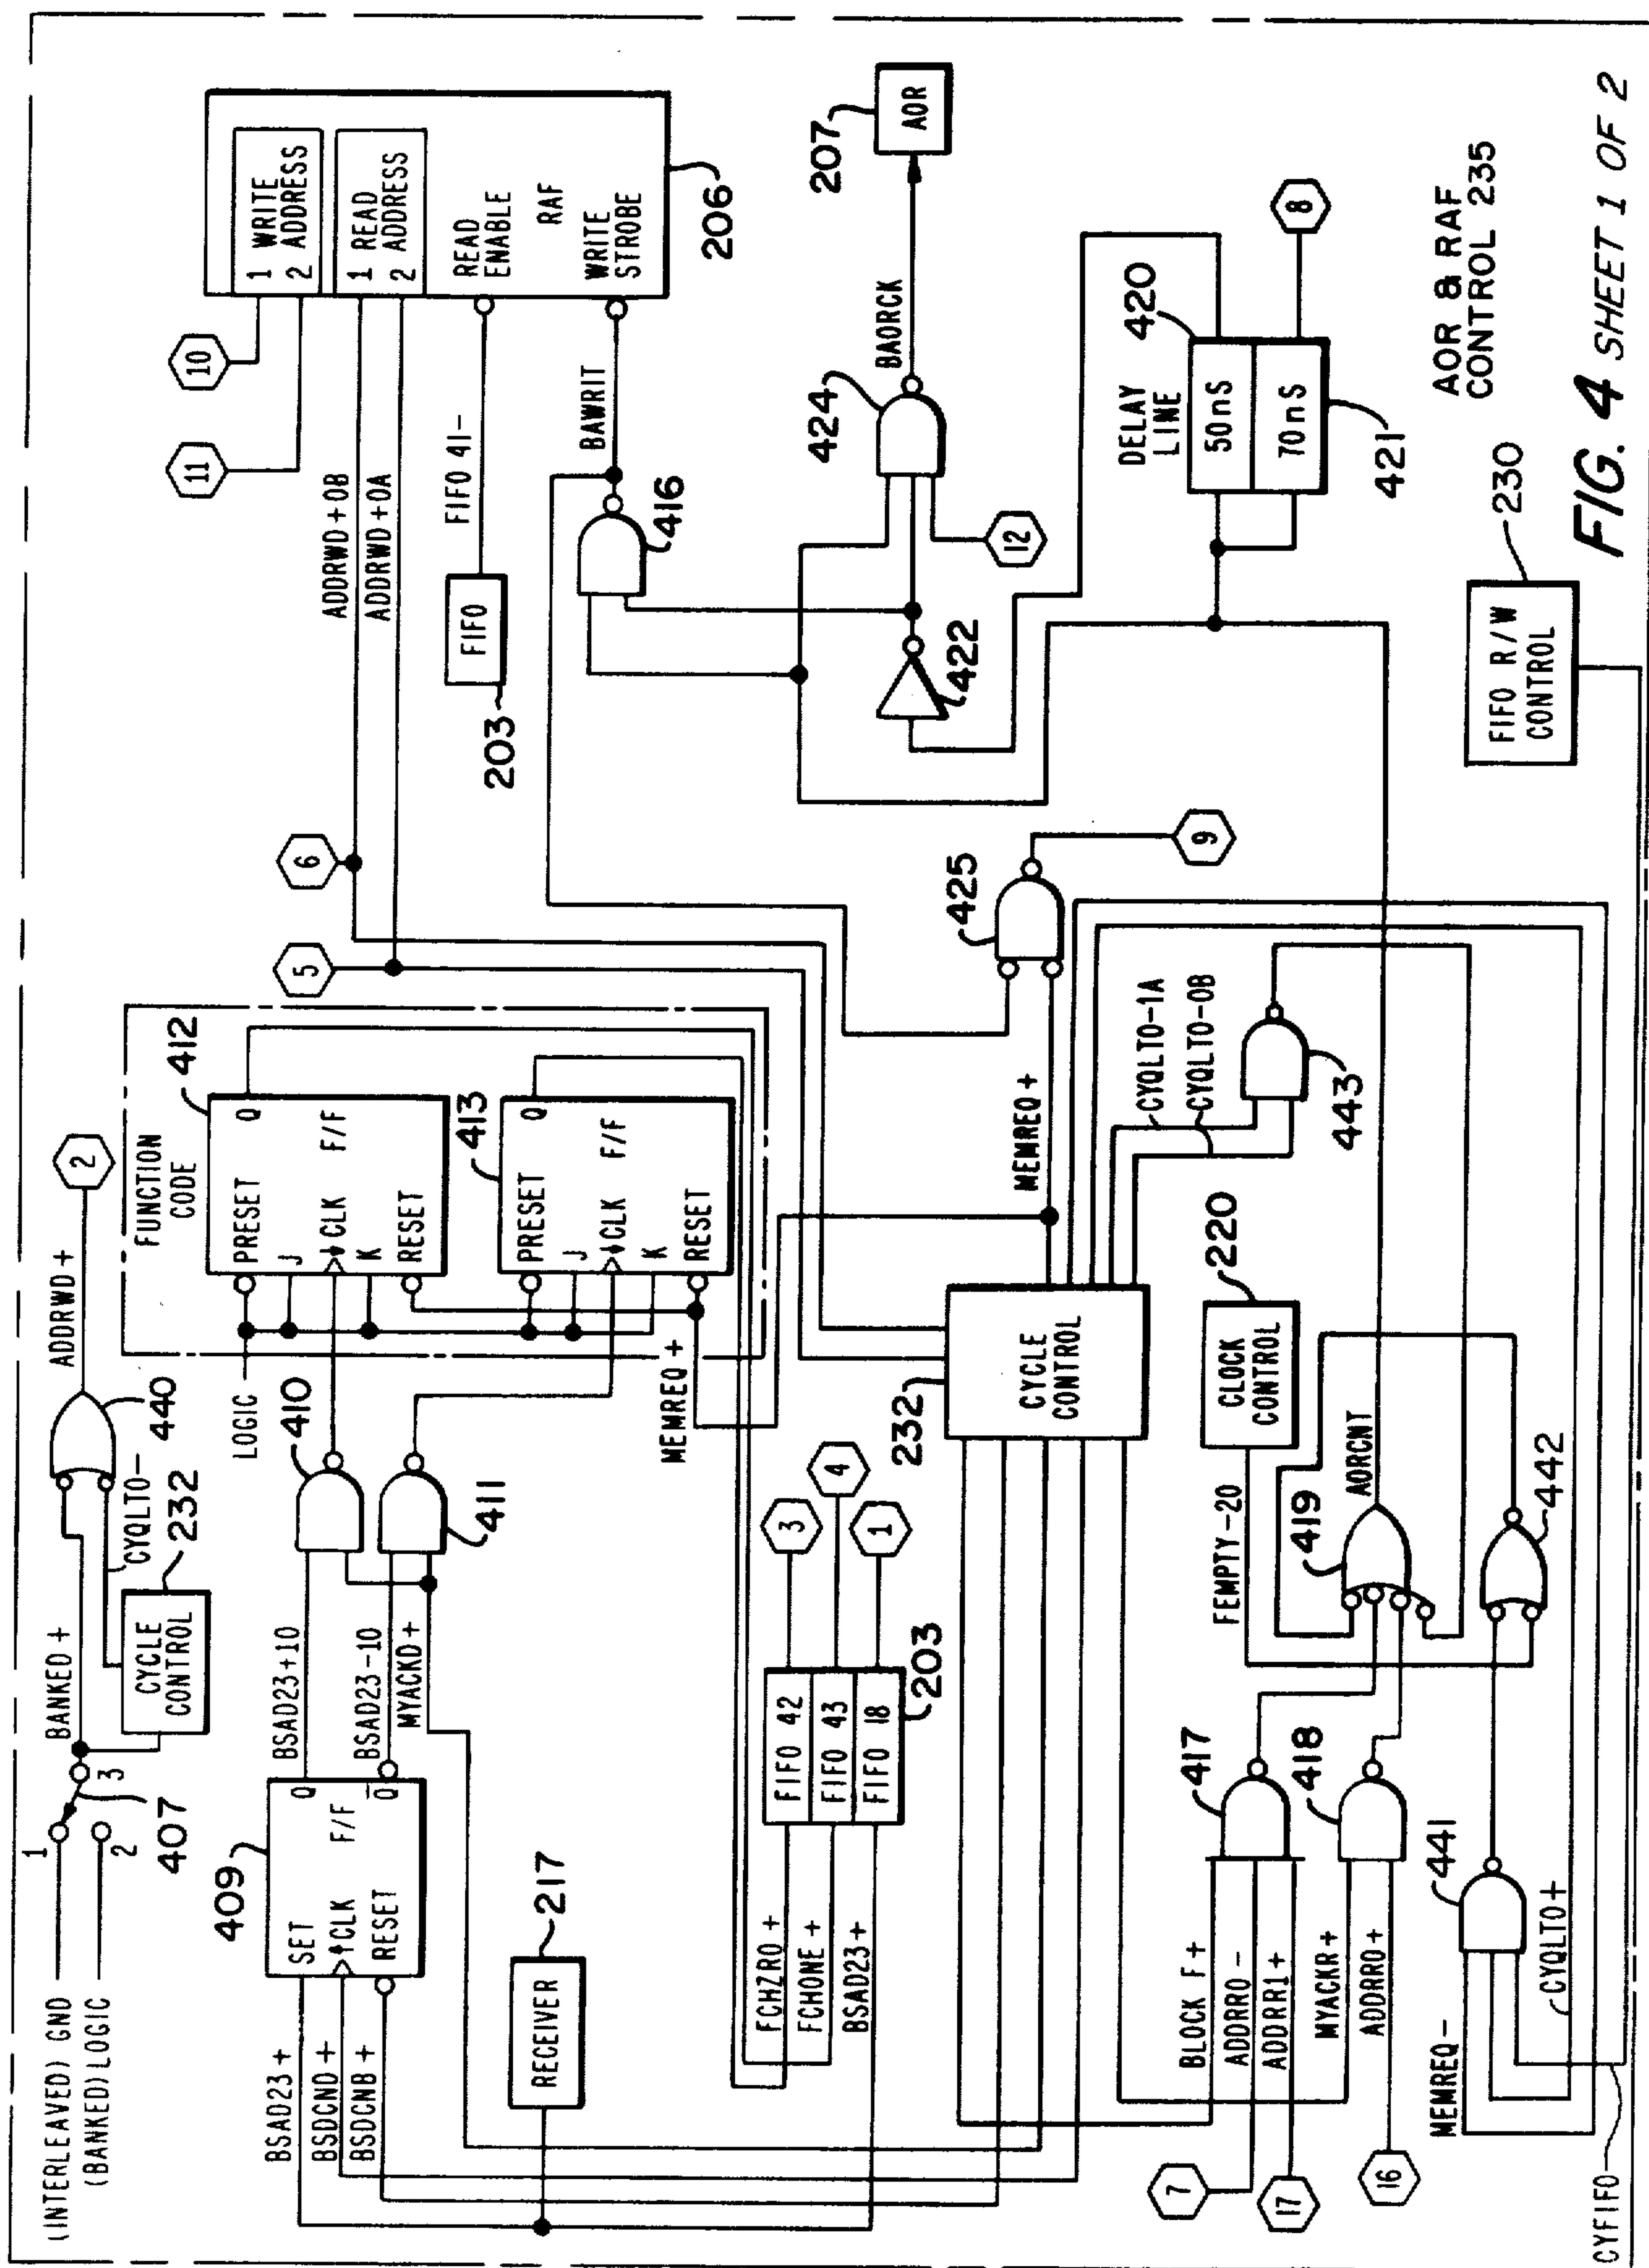 (INTERLEAVED) GND
(BANKED) LOGIC
1
2
3
407
BANKED +
CYCLE
CONTROL
232
CYQLTO-
440
ADDRWD +
2
FUNCTION
CODE
412
LOGIC 1
PRESET
J
CLK
K
RESET
Q
F/F
413
PRESET
J
CLK
K
RESET
Q
F/F
MEMREQ +
409
SET
CLK
RESET
Q
F/F
Q
BSAD23+
BSDCND +
BSDCNB +
BSAD23+10
BSAD23-10
MYACKD+
410
411
RECEIVER
217
FIFO 42
FIFO 43
FIFO 18
203
3
4
1
FCHZRO +
FCHONE +
BSAD23+
5
6
10
11
ADDRWD+0B
ADDRWD+0A
1 WRITE
2 ADDRESS
1 READ
2 ADDRESS
READ
ENABLE
RAF
WRITE
STROBE
206
FIFO
203
FIFO 41-
BAWRIT
416
424
BAORCK
AOR
207
12
422
DELAY
LINE
50nS
70nS
420
421
8
425
9
MEMREQ +
232
CYCLE
CONTROL
CYQLTO-1A
CYQLTO-0B
443
CLOCK
CONTROL
220
FEMPTY-20
419
AORCNT
442
417
418
441
BLOCK F+
ADDRR0-
ADDRR1+
MYACKR+
ADDRR0+
7
17
16
MEMREQ-
CYQLTO+
CYFIFO
FIFO R/W
CONTROL
230
AOR & RAF
CONTROL 235
FIG. 4 SHEET 1 OF 2